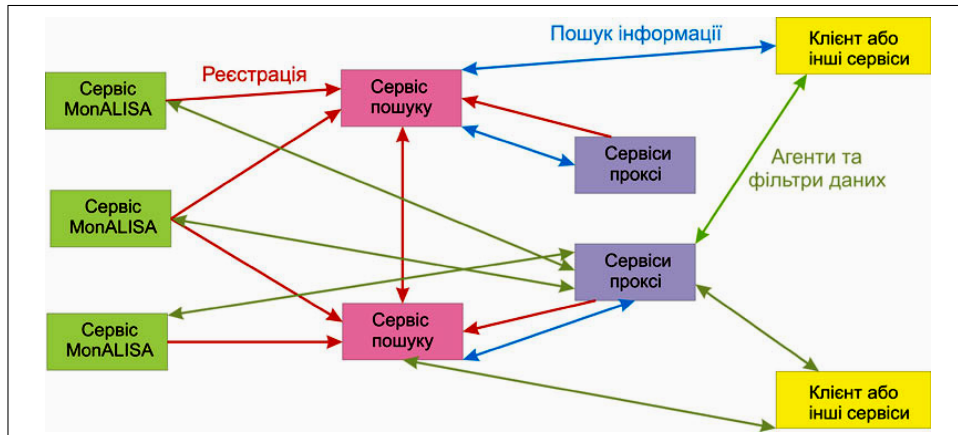 Пошук інформації
Клієнт або
інші сервіси
Реєстрація
Сервіс
MonALISA
Сервіс
пошуку
Сервіси
проксі
Агенти та
фільтри даних
Сервіс
MonALISA
Сервіси
проксі
Сервіс
MonALISA
Сервіс
пошуку
Клієнт або
інші сервіси